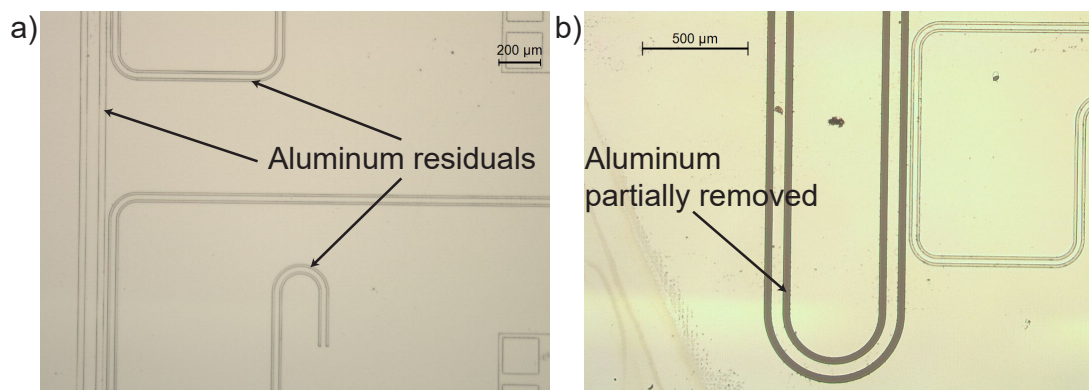 a)
200 µm
Aluminum residuals
b)
500 µm
Aluminum
partially removed